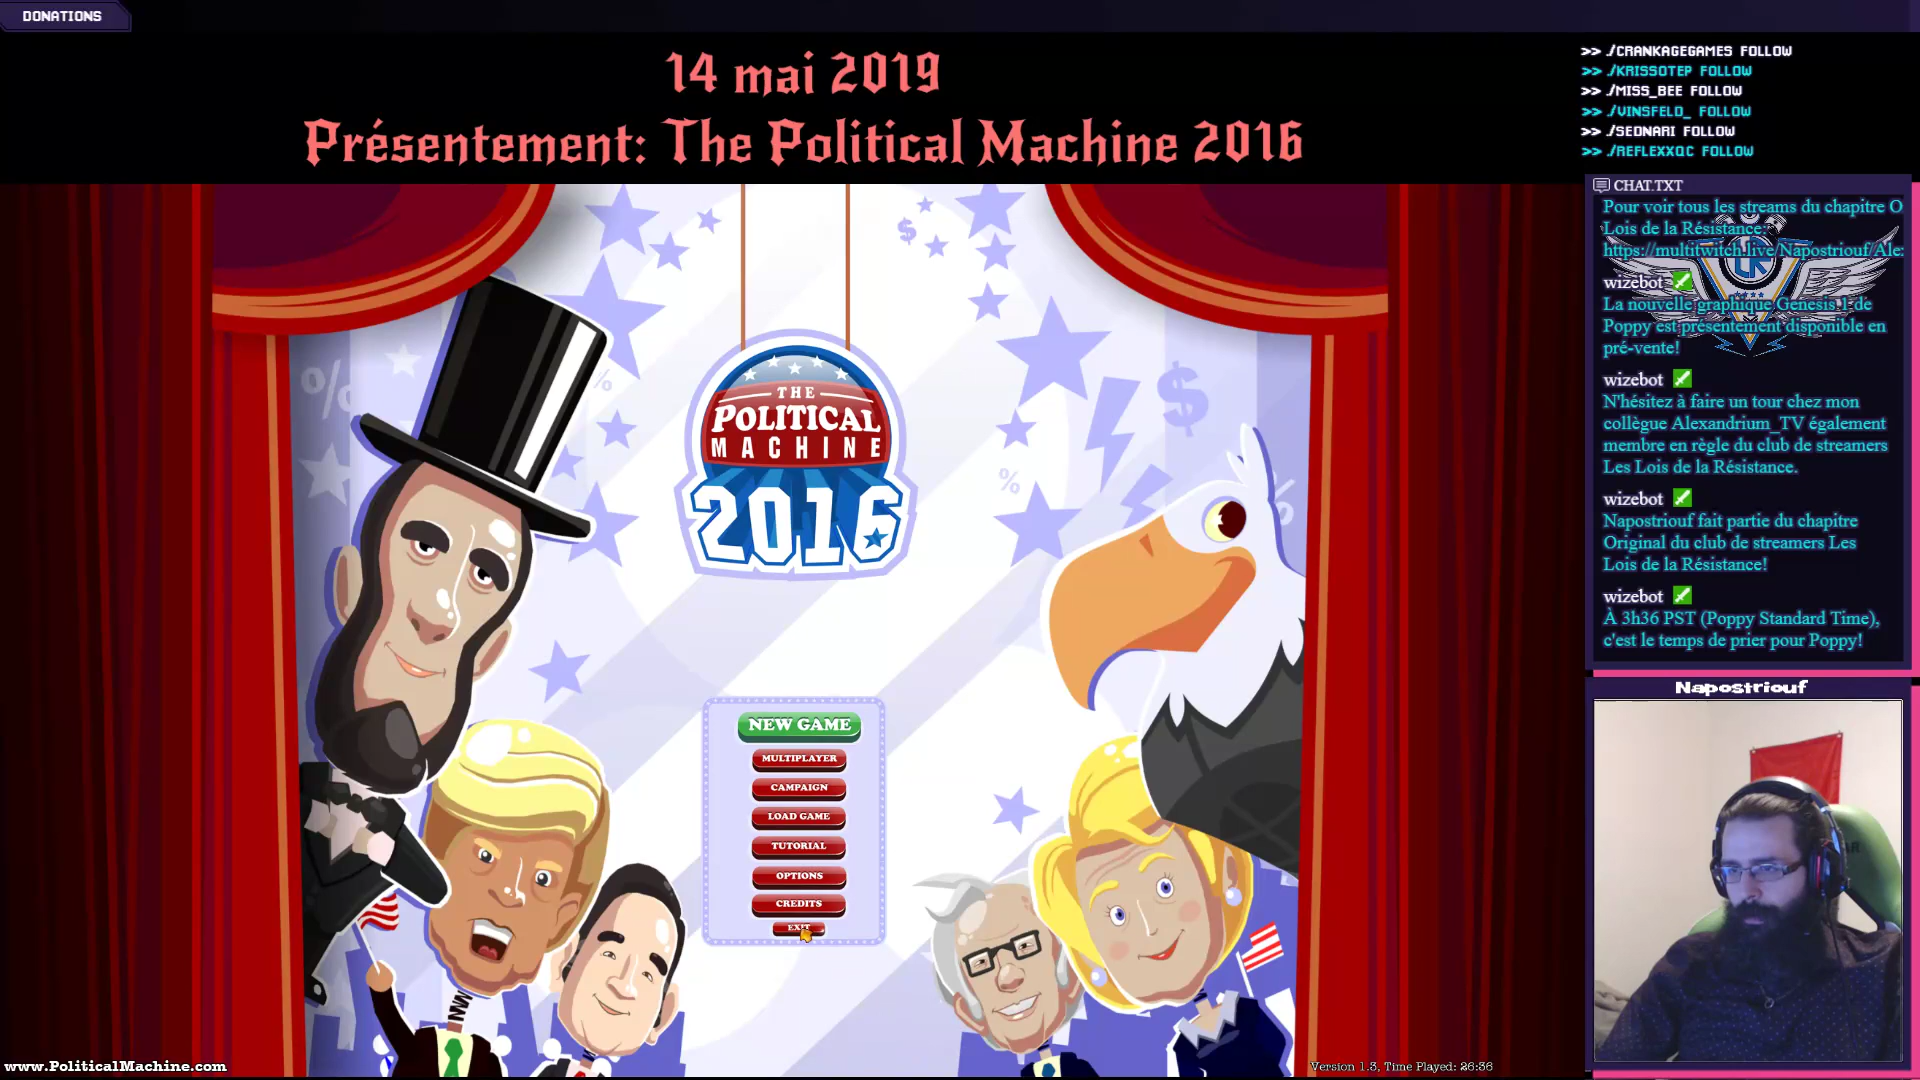 DONATIONS
14 mai 2019
Présentement: The Political Machine 2016
>> ./CRANKAGEGAMES FOLLOW
>> ./KRISSOTEP FOLLOW
>> ./MISS_BEE FOLLOW
>> ./VINSFELD_ FOLLOW
>> ./SEDNARI FOLLOW
>> ./REFLEXXQC FOLLOW
CHAT.TXT
Pour voir tous les streams du chapitre O
Lois de la Résistance:
https://multitwitch.live/Napostriouf/Ale
wizebot
La nouvelle graphique Genesis 1 de
Poppy est présentement disponible en
pré-vente!
wizebot
N'hésitez à faire un tour chez mon
collègue Alexandrium_TV également
membre en règle du club de streamers
Les Lois de la Résistance.
wizebot
Napostriouf fait partie du chapitre
Original du club de streamers Les
Lois de la Résistance!
wizebot
À 3h36 PST (Poppy Standard Time),
c'est le temps de prier pour Poppy!
Napostriouf
THE
POLITICAL
MACHINE
2016
NEW GAME
MULTIPLAYER
CAMPAIGN
LOAD GAME
TUTORIAL
OPTIONS
CREDITS
EXIT
www.PoliticalMachine.com
Version 1.3, Time Played: 26:36